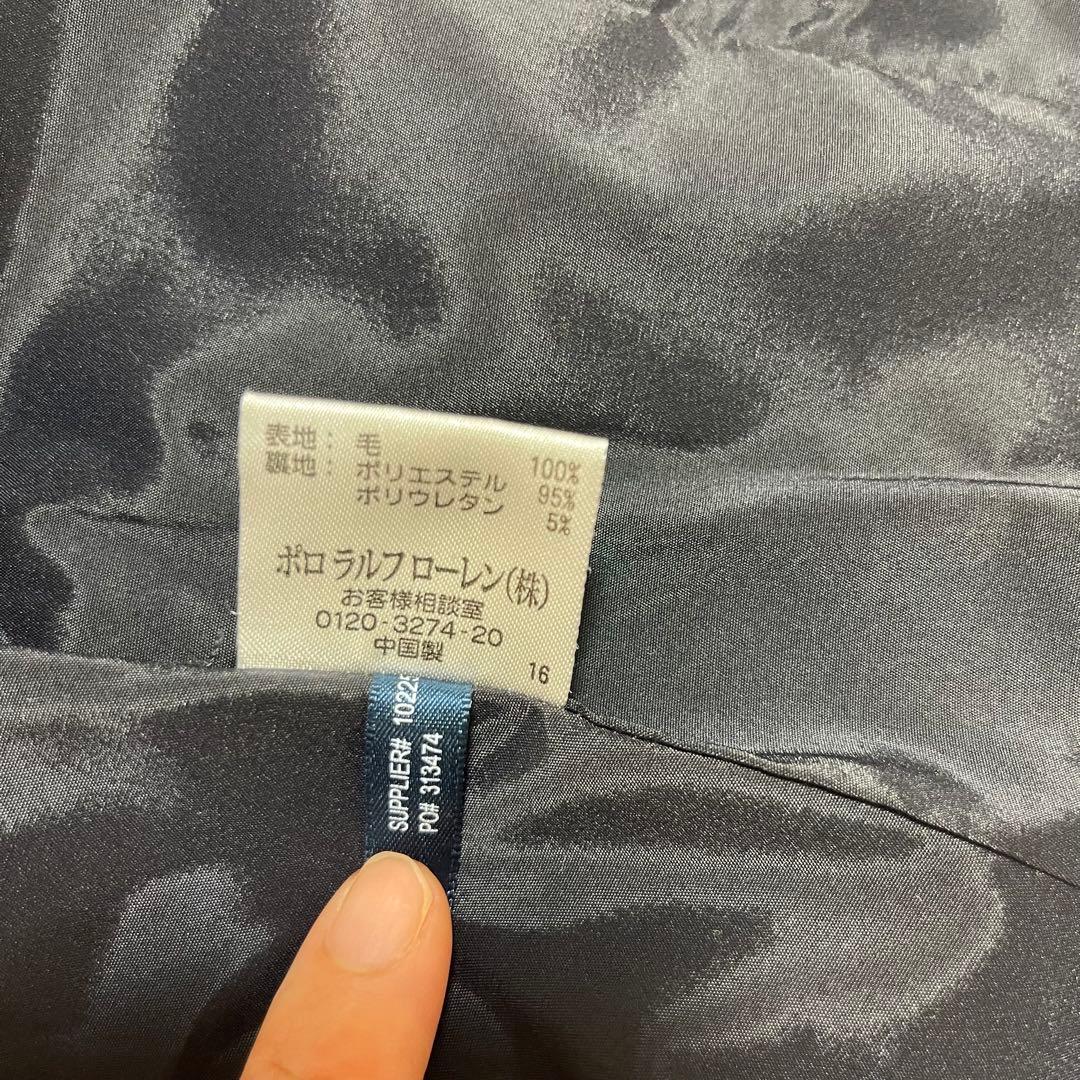 表地： 毛 100%
裏地： ポリエステル 95%
ポリウレタン 5%
ポロ ラルフ ローレン(株)
お客様相談室
0120-3274-20
中国製
16
SUPPLIER#
PO# 313474